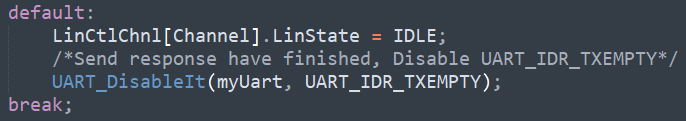 default:
LinCtlChnl[Channel].LinState = IDLE;
/*Send response have finished, Disable UART_IDR_TXEMPTY*/
UART_DisableIt(myUart, UART_IDR_TXEMPTY);
break;